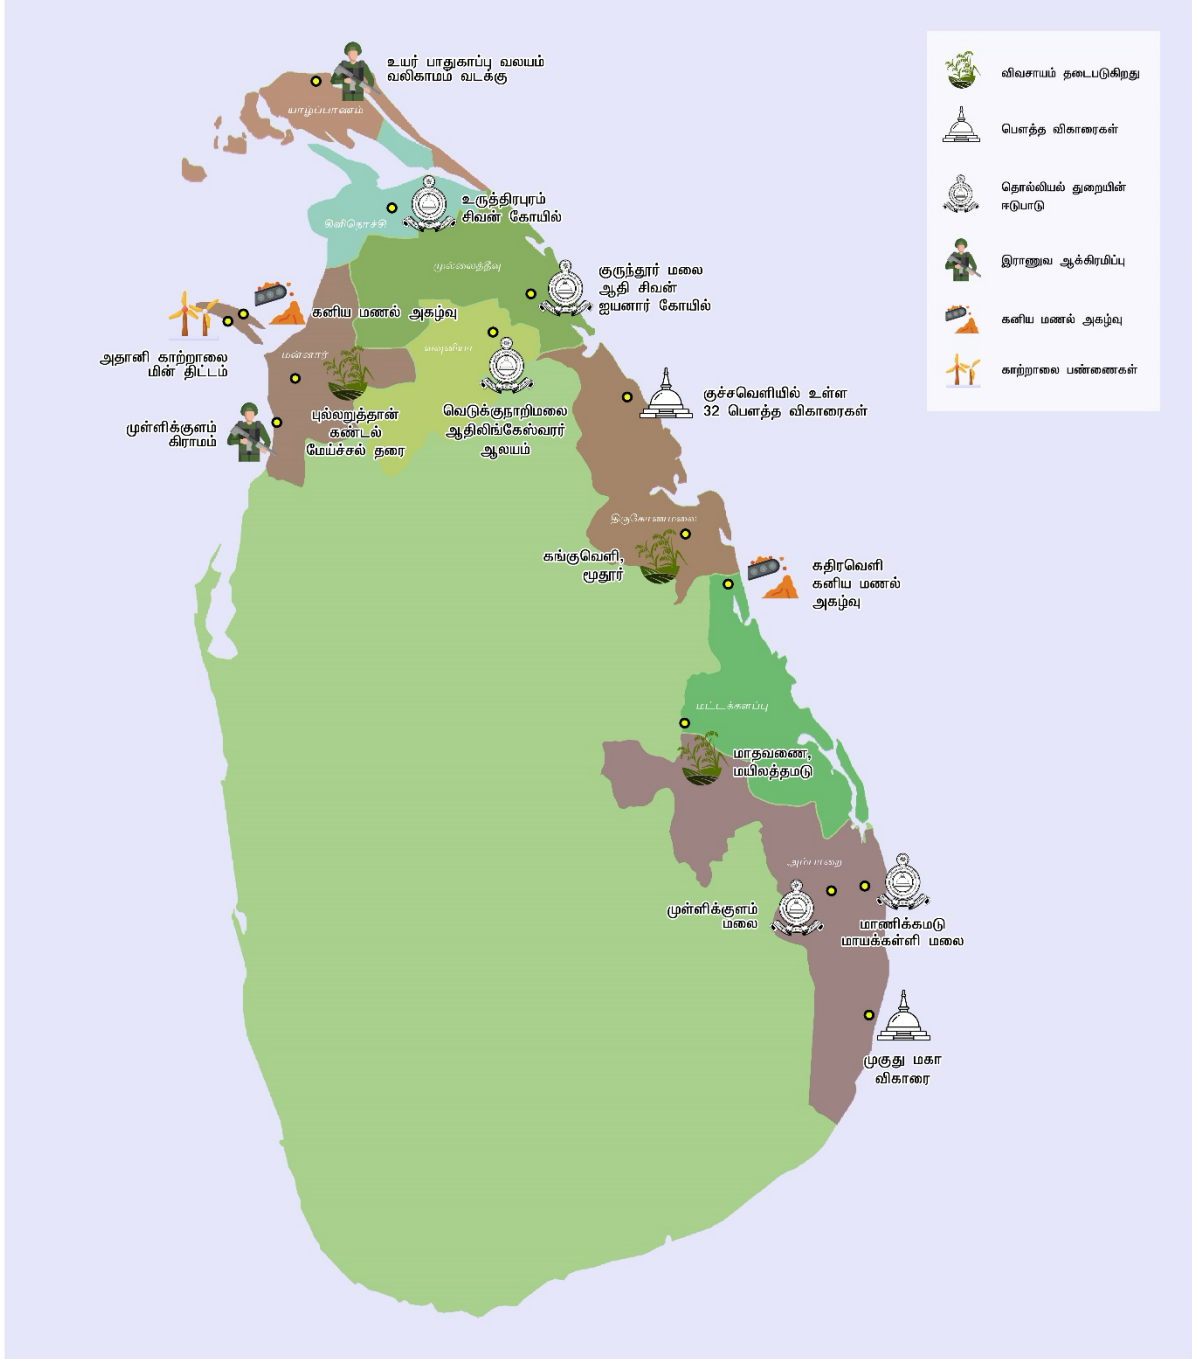 உயர் பாதுகாப்பு வலயம்
வலிகாமம் வடக்கு
யாழ்ப்பாணம்
உருத்திரபுரம்
சிவன் கோயில்
கிளிநொச்சி
முல்லைத்தீவு
குருந்தூர் மலை
ஆதி சிவன்
ஐயனார் கோயில்
கனிய மணல் அகழ்வு
அதானி காற்றாலை
மின் திட்டம்
மன்னார்
வவுனியா
முள்ளிக்குளம்
கிராமம்
புல்லறுத்தான்
கண்டல்
மேய்ச்சல் தரை
வெடுக்குநாறிமலை
ஆதிலிங்கேஸ்வரர்
ஆலயம்
குச்சவெளியில் உள்ள
32 பௌத்த விகாரைகள்
திருகோணமலை
கங்குவெளி,
மூதூர்
கதிரவெளி
கனிய மணல்
அகழ்வு
மட்டக்களப்பு
மாதவணை,
மயிலத்தமடு
அம்பாறை
முள்ளிக்குளம்
மலை
மாணிக்கமடு
மாயக்கள்ளி மலை
முகுது மகா
விகாரை
விவசாயம் தடைபடுகிறது
பௌத்த விகாரைகள்
தொல்லியல் துறையின்
ஈடுபாடு
இராணுவ ஆக்கிரமிப்பு
கனிய மணல் அகழ்வு
காற்றாலை பண்ணைகள்